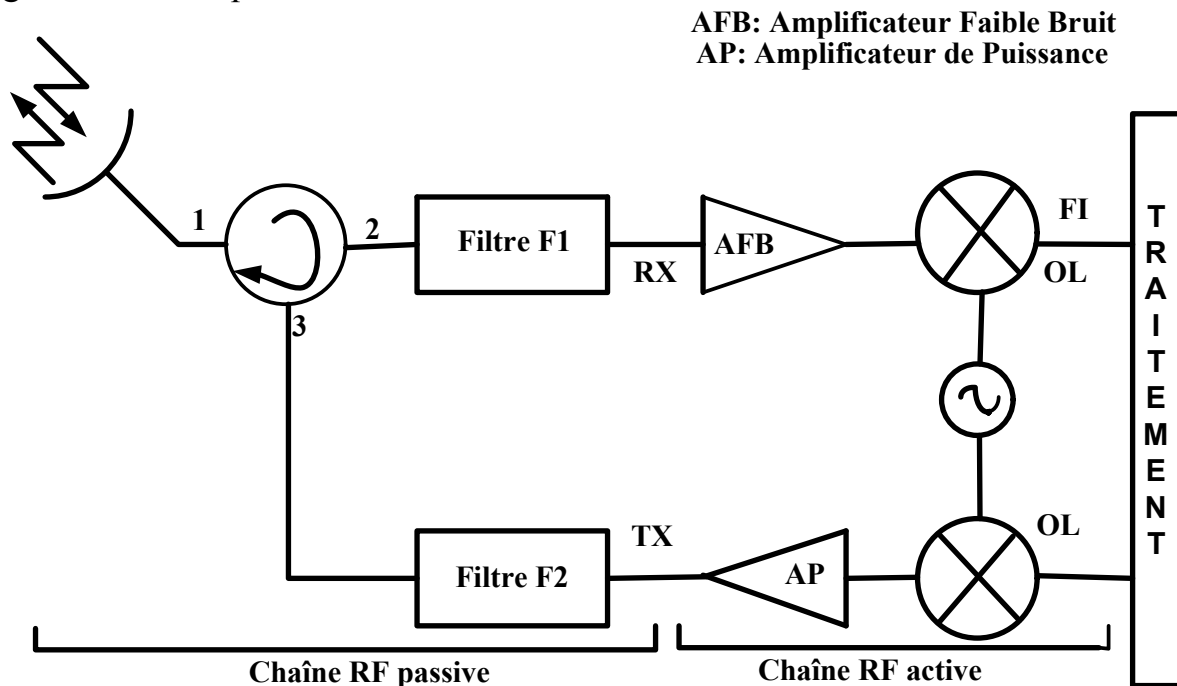 AFB: Amplificateur Faible Bruit
AP: Amplificateur de Puissance
1
2
3
Filtre F1
RX
AFB
FI
OL
TRAITEMENT
Filtre F2
TX
AP
OL
Chaîne RF passive
Chaîne RF active